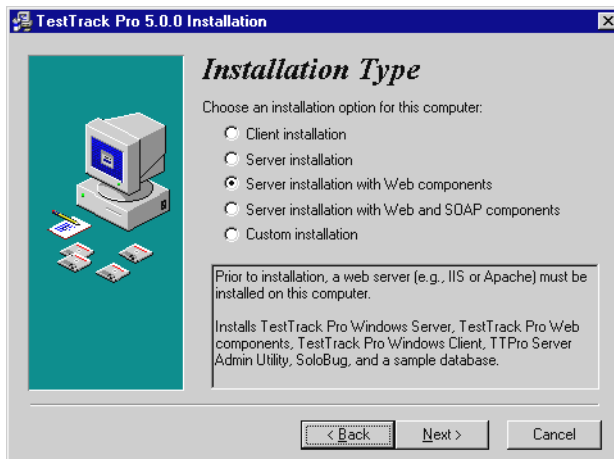 TestTrack Pro 5.0.0 Installation
Installation Type
Choose an installation option for this computer:
Client installation
Server installation
Server installation with Web components
Server installation with Web and SOAP components
Custom installation
Prior to installation, a web server (e.g., IIS or Apache) must be
installed on this computer.
Installs TestTrack Pro Windows Server, TestTrack Pro Web
components, TestTrack Pro Windows Client, TTPro Server
Admin Utility, SoloBug, and a sample database.
< Back
Next >
Cancel